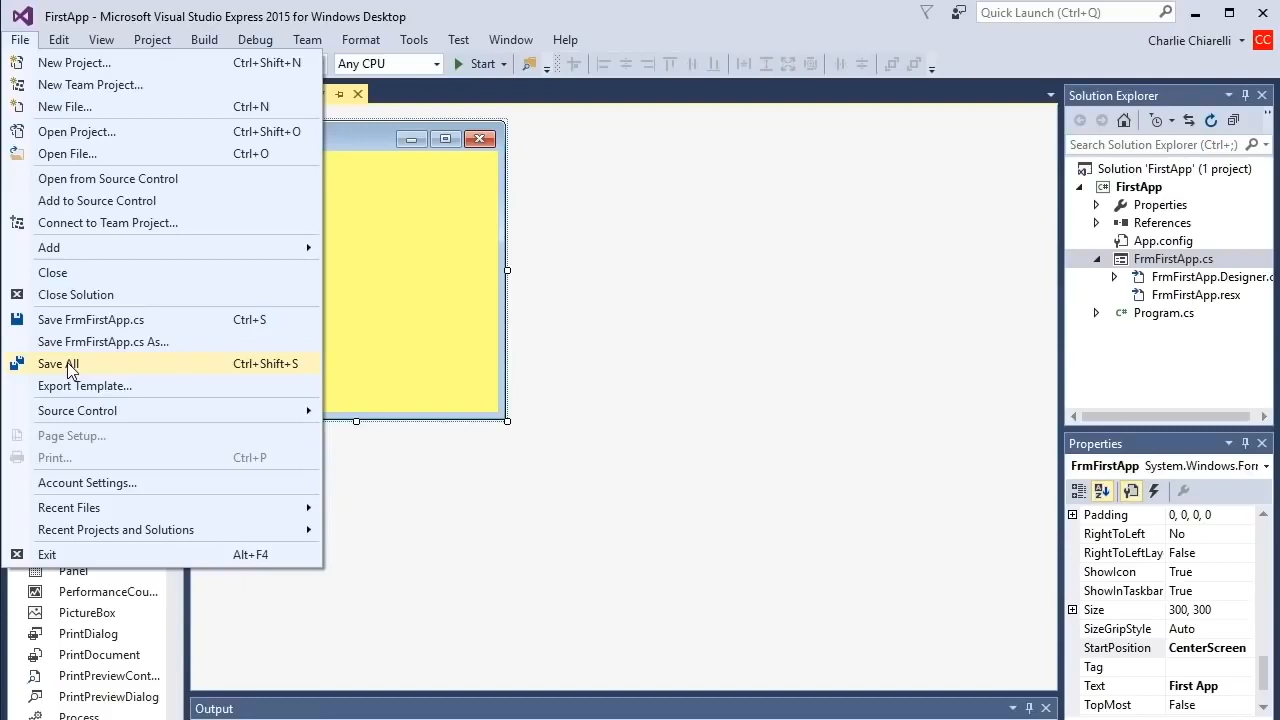 FirstApp - Microsoft Visual Studio Express 2015 for Windows Desktop
Quick Launch (Ctrl+Q)
File Edit View Project Build Debug Team Format Tools Test Window Help
Charlie Chiarelli CC
Any CPU Start
New Project... Ctrl+Shift+N
New Team Project...
New File... Ctrl+N
Open Project... Ctrl+Shift+O
Open File... Ctrl+O
Open from Source Control
Add to Source Control
Connect to Team Project...
Add
Close
Close Solution
Save FrmFirstApp.cs Ctrl+S
Save FrmFirstApp.cs As...
Save All Ctrl+Shift+S
Export Template...
Source Control
Page Setup...
Print... Ctrl+P
Account Settings...
Recent Files
Recent Projects and Solutions
Exit Alt+F4
Panel
PerformanceCou...
PictureBox
PrintDialog
PrintDocument
PrintPreviewCont...
PrintPreviewDialog
Process
Output
Solution Explorer
Search Solution Explorer (Ctrl+;)
Solution 'FirstApp' (1 project)
FirstApp
Properties
References
App.config
FrmFirstApp.cs
FrmFirstApp.Designer.c
FrmFirstApp.resx
Program.cs
Properties
FrmFirstApp System.Windows.Forr
Padding 0, 0, 0, 0
RightToLeft No
RightToLeftLay False
ShowIcon True
ShowInTaskbar True
Size 300, 300
SizeGripStyle Auto
StartPosition CenterScreen
Tag
Text First App
TopMost False